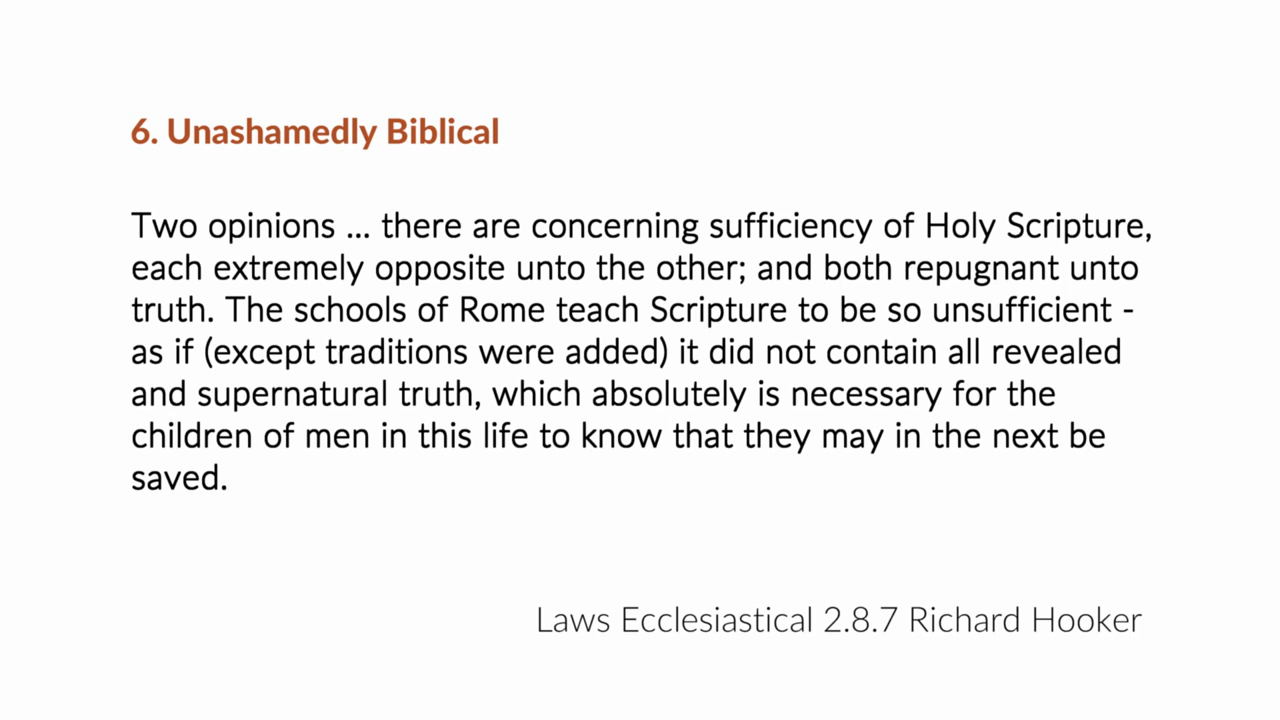 6. Unashamedly Biblical
Two opinions ... there are concerning sufficiency of Holy Scripture,
each extremely opposite unto the other; and both repugnant unto
truth. The schools of Rome teach Scripture to be so unsufficient -
as if (except traditions were added) it did not contain all revealed
and supernatural truth, which absolutely is necessary for the
children of men in this life to know that they may in the next be
saved.
Laws Ecclesiastical 2.8.7 Richard Hooker